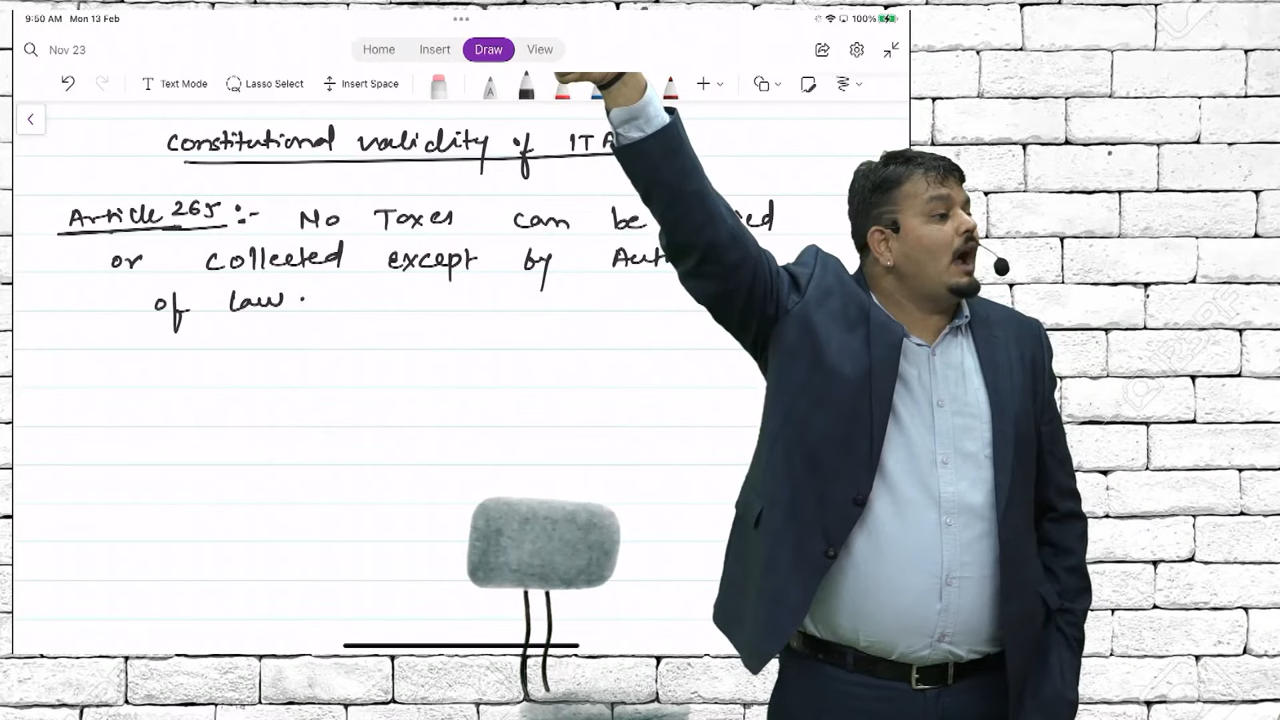 9:50 AM Mon 13 Feb
100%
Nov 23
Home Insert Draw View
Text Mode Lasso Select Insert Space
Constitutional validity of IT
Article 265 :- No Taxes can be
or collected except by
of law.